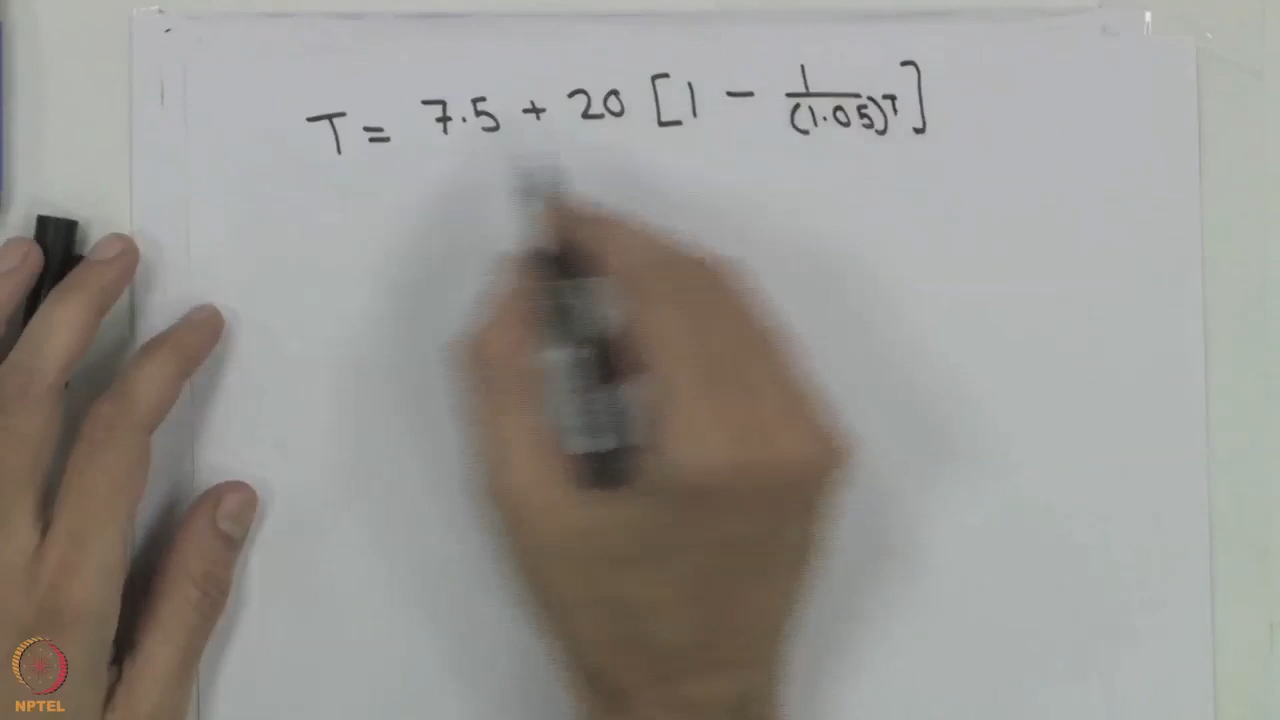 T = 7.5 + 20 [1 - 1/(1.05)^T]
NPTEL